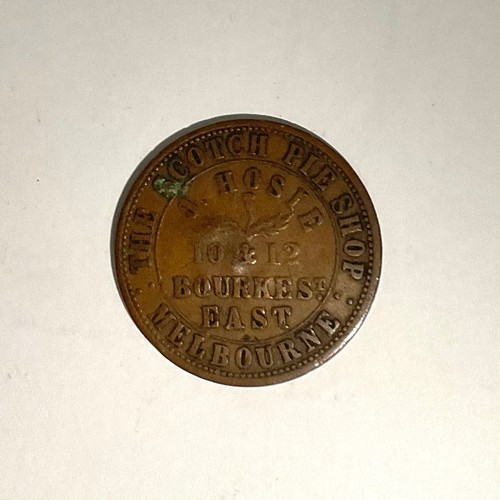 THE SCOTCH PIE SHOP
A. HOSIE
10 & 12
BOURKE ST
EAST
MELBOURNE